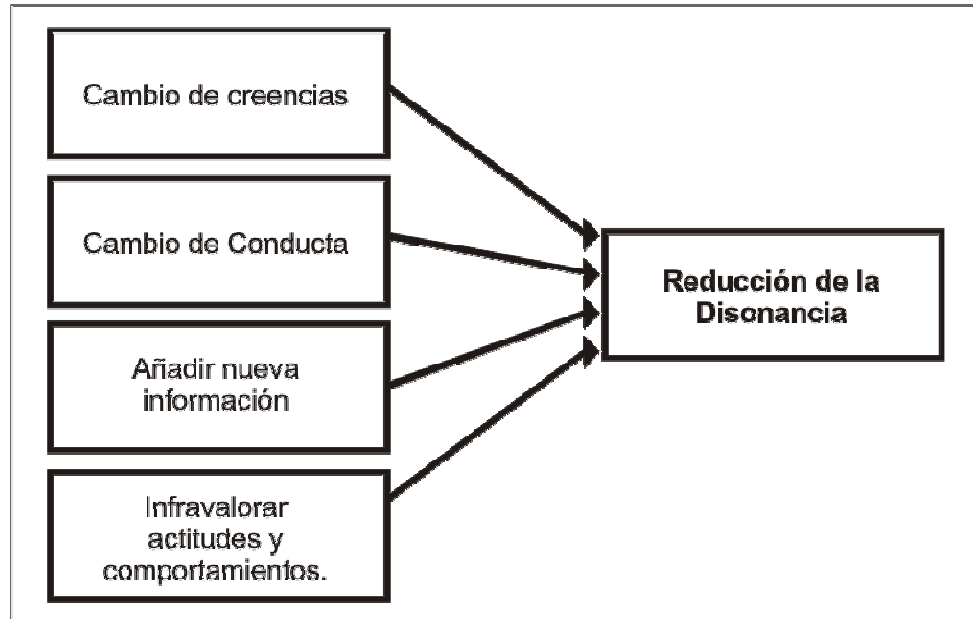 Cambio de creencias
Cambio de Conducta
Añadir nueva
información
Infravalorar
actitudes y
comportamientos.
Reducción de la
Disonancia